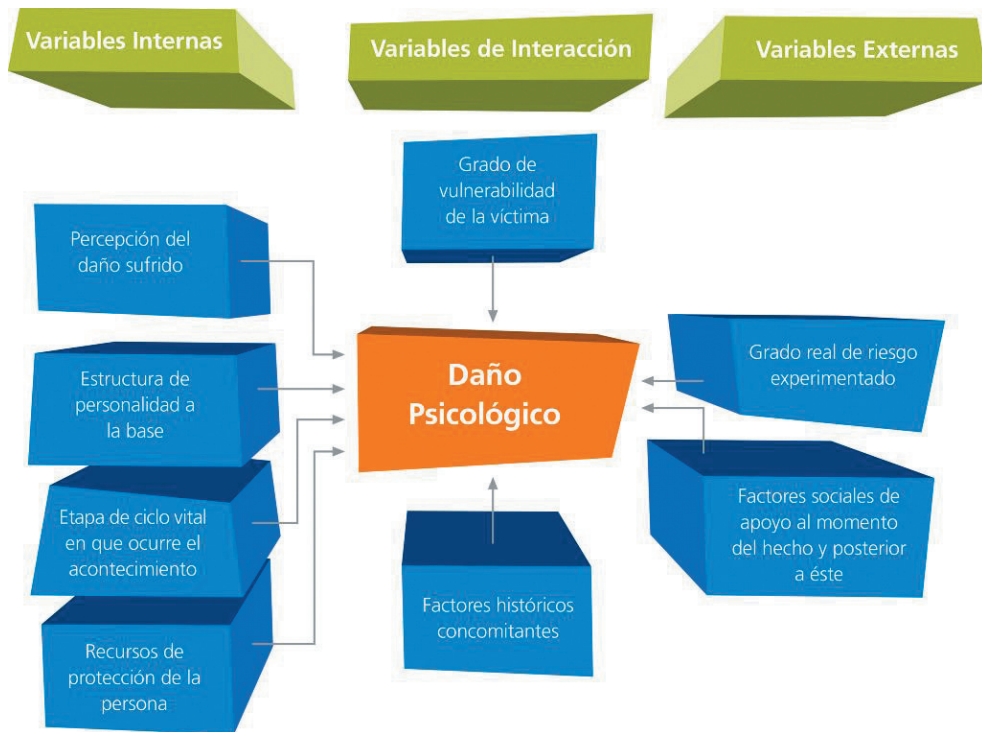 Variables Internas
Variables de Interacción
Variables Externas
Grado de
vulnerabilidad
de la víctima
Percepción del
daño sufrido
Estructura de
personalidad a
la base
Etapa de ciclo vital
en que ocurre el
acontecimiento
Recursos de
protección de la
persona
Daño
Psicológico
Factores históricos
concomitantes
Grado real de riesgo
experimentado
Factores sociales de
apoyo al momento
del hecho y posterior
a éste